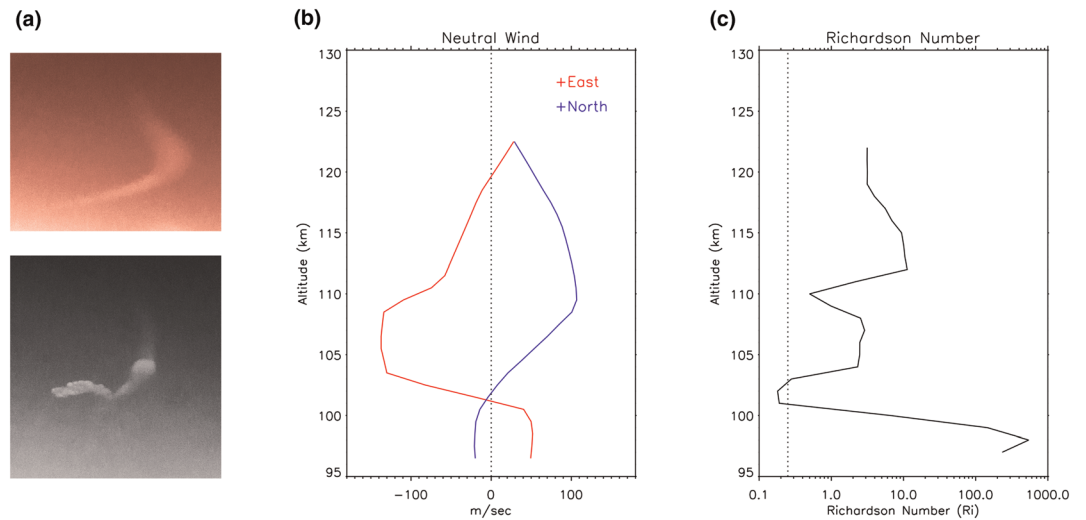 (a)
(b)
(c)
Neutral Wind
130
125
120
115
110
105
100
95
Altitude (km)
+East
+North
−100
0
100
m/sec
Richardson Number
130
125
120
115
110
105
100
95
Altitude (km)
0.1
1.0
10.0
100.0
1000.0
Richardson Number (Ri)